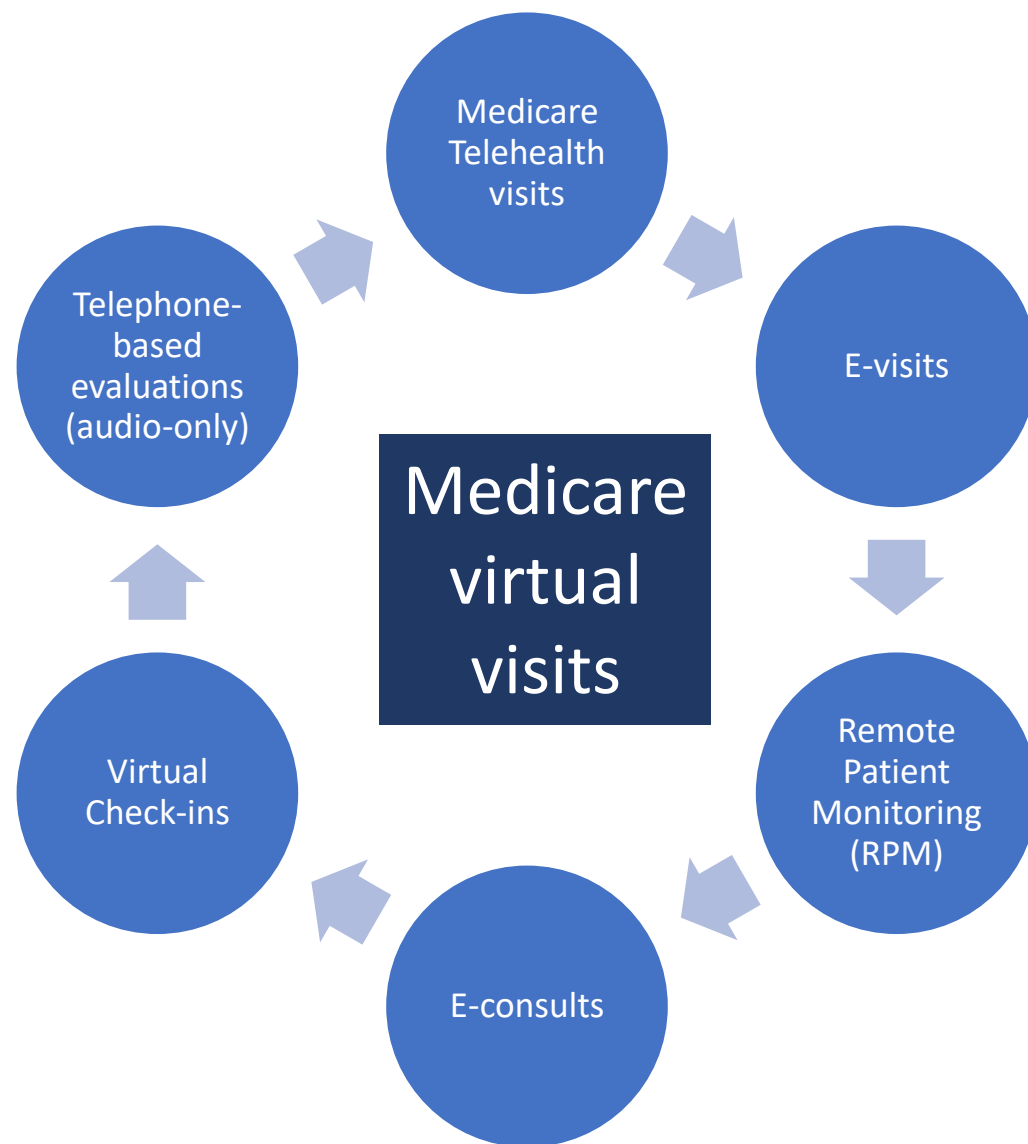 Medicare
Telehealth
visits
E-visits
Remote
Patient
Monitoring
(RPM)
E-consults
Virtual
Check-ins
Telephone-
based
evaluations
(audio-only)
Medicare
virtual
visits